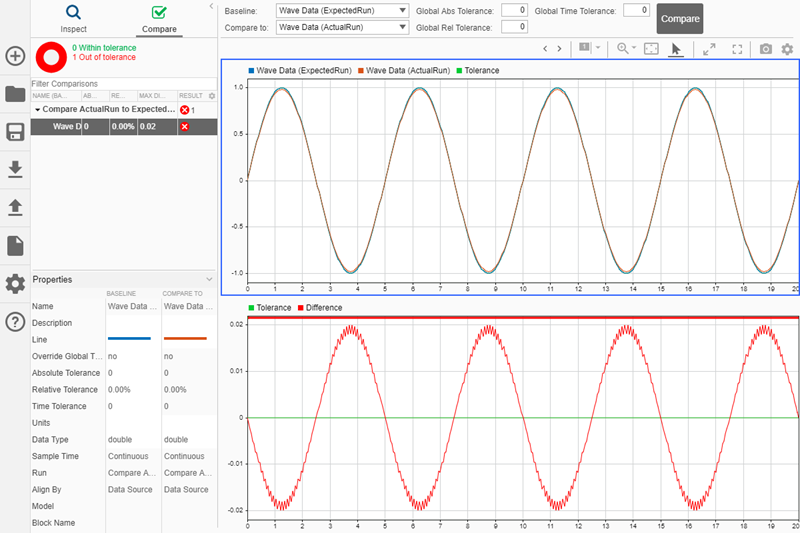 Inspect
Compare
0 Within tolerance
1 Out of tolerance
Filter Comparisons
NAME (BA... AB... RE... MAX DI... RESULT
Compare ActualRun to Expected... 1
Wave D 0 0.00% 0.02
Properties
BASELINE COMPARE TO
Name Wave Data ... Wave Data ...
Description
Line
Override Global T... no no
Absolute Tolerance 0 0
Relative Tolerance 0.00% 0.00%
Time Tolerance 0 0
Units
Data Type double double
Sample Time Continuous Continuous
Run Compare A... Compare A...
Align By Data Source Data Source
Model
Block Name
Baseline: Wave Data (ExpectedRun) Global Abs Tolerance: 0 Global Time Tolerance: 0
Compare to: Wave Data (ActualRun) Global Rel Tolerance: 0
Compare
1
Wave Data (ExpectedRun) Wave Data (ActualRun) Tolerance
1.0
0.5
0
-0.5
-1.0
0 1 2 3 4 5 6 7 8 9 10 11 12 13 14 15 16 17 18 19 20
Tolerance Difference
0.02
0.01
0
-0.01
-0.02
0 1 2 3 4 5 6 7 8 9 10 11 12 13 14 15 16 17 18 19 20